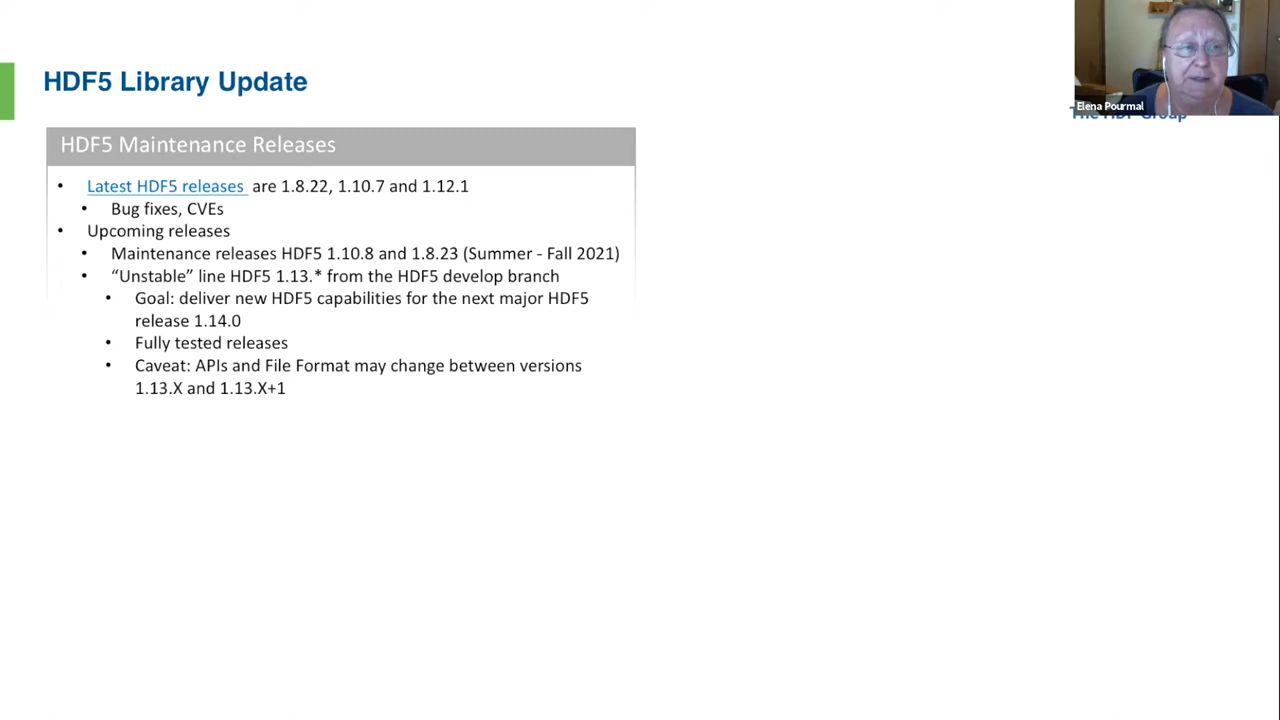 Elena Pourmal
The HDF Group
HDF5 Library Update
HDF5 Maintenance Releases
• Latest HDF5 releases are 1.8.22, 1.10.7 and 1.12.1
• Bug fixes, CVEs
• Upcoming releases
• Maintenance releases HDF5 1.10.8 and 1.8.23 (Summer - Fall 2021)
• “Unstable” line HDF5 1.13.* from the HDF5 develop branch
• Goal: deliver new HDF5 capabilities for the next major HDF5
release 1.14.0
• Fully tested releases
• Caveat: APIs and File Format may change between versions
1.13.X and 1.13.X+1